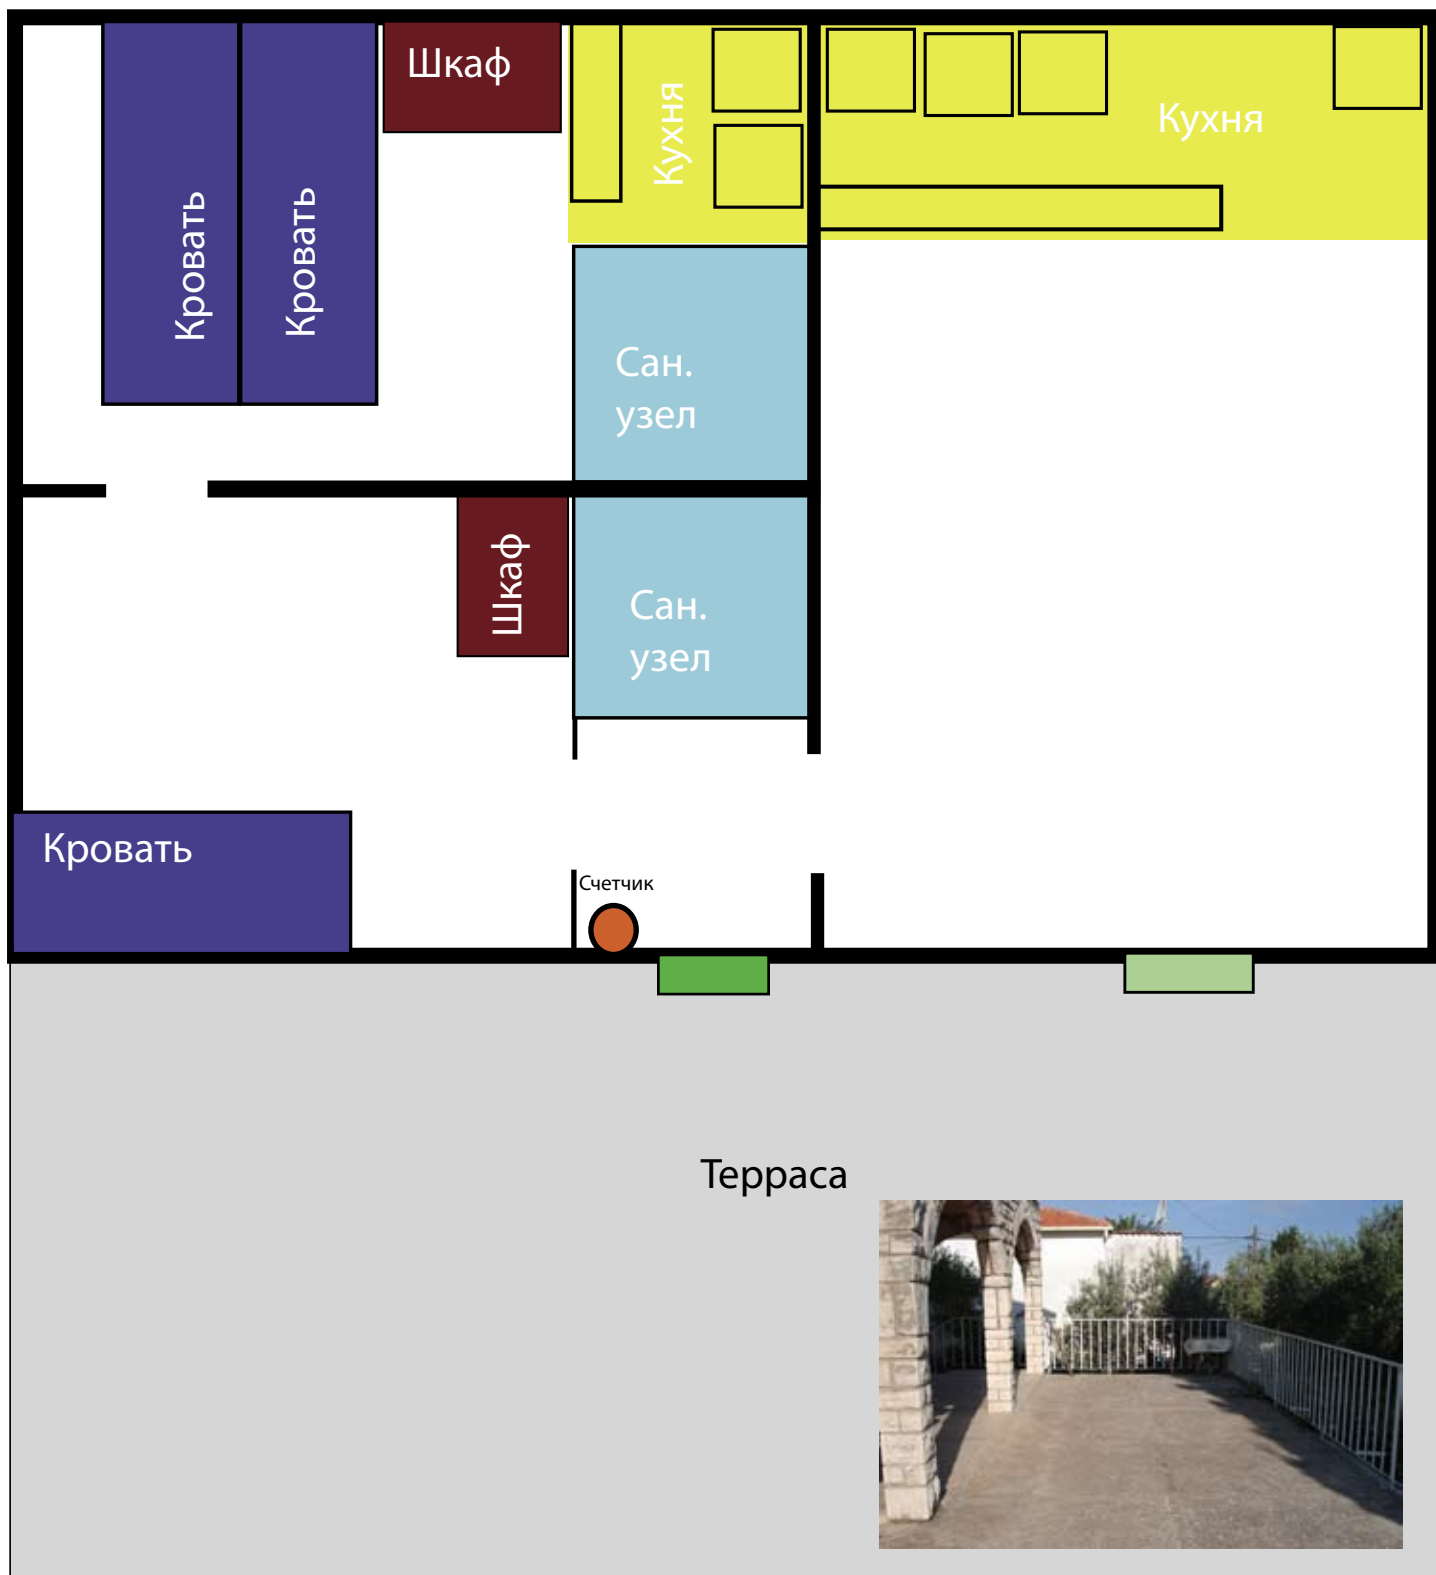 Шкаф
Кухня
Кухня
Кровать
Кровать
Сан.
узел
Шкаф
Сан.
узел
Кровать
Счетчик
Терраса